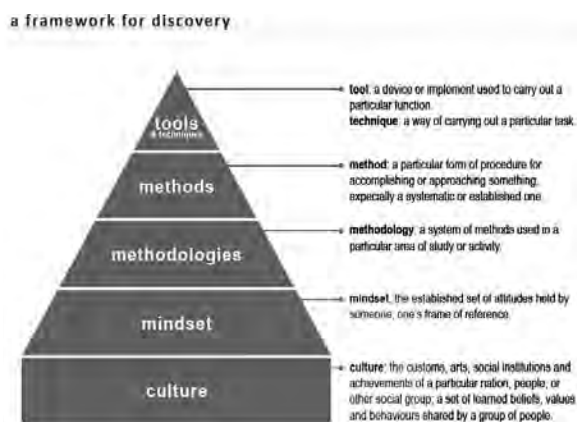 a framework for discovery
tools
& techniques
methods
methodologies
mindset
culture
tool: a device or implement used to carry out a
particular function.
technique: a way of carrying out a particular task.
method: a particular form of procedure for
accomplishing or approaching something,
especially a systematic or established one.
methodology: a system of methods used in a
particular area of study or activity.
mindset: the established set of attitudes held by
someone; one's frame of reference.
culture: the customs, arts, social institutions and
achievements of a particular nation, people, or
other social group; a set of learned beliefs, values
and behaviours shared by a group of people.